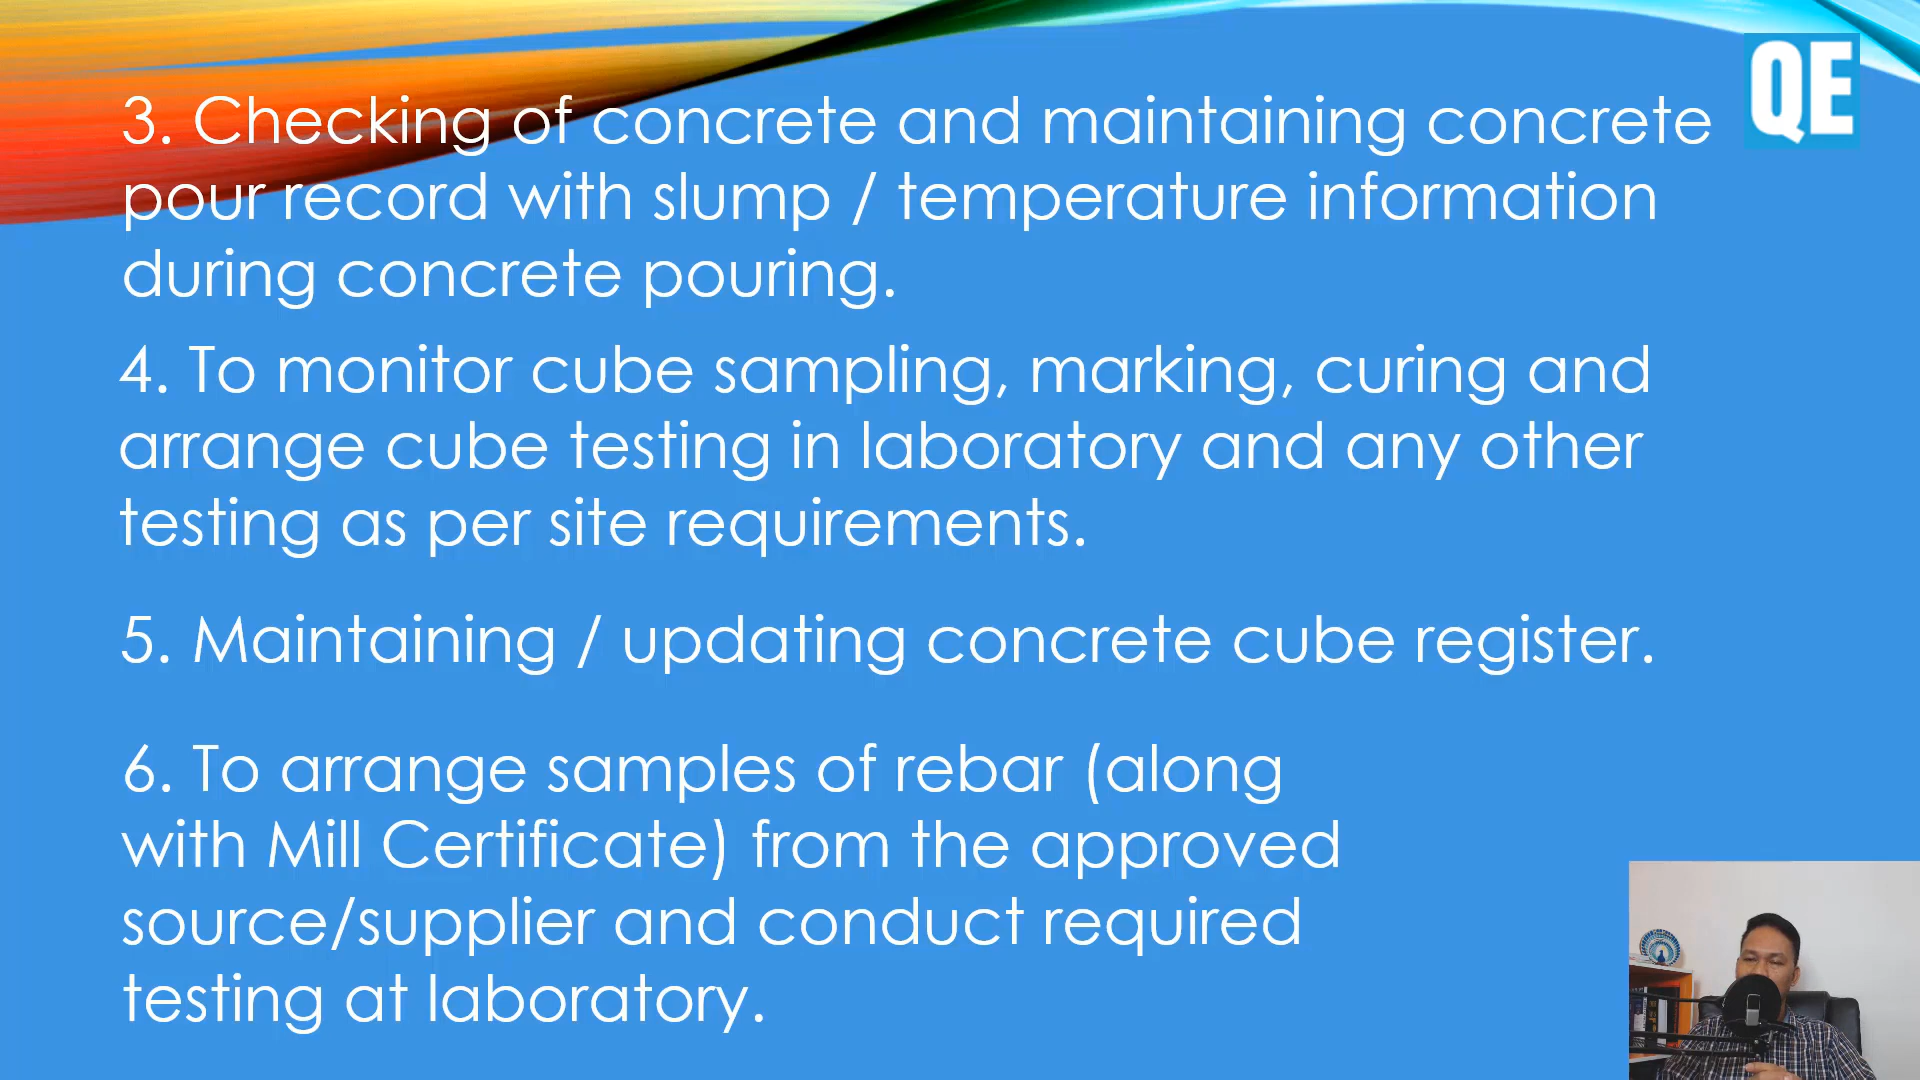 QE
3. Checking of concrete and maintaining concrete
pour record with slump / temperature information
during concrete pouring.
4. To monitor cube sampling, marking, curing and
arrange cube testing in laboratory and any other
testing as per site requirements.
5. Maintaining / updating concrete cube register.
6. To arrange samples of rebar (along
with Mill Certificate) from the approved
source/supplier and conduct required
testing at laboratory.